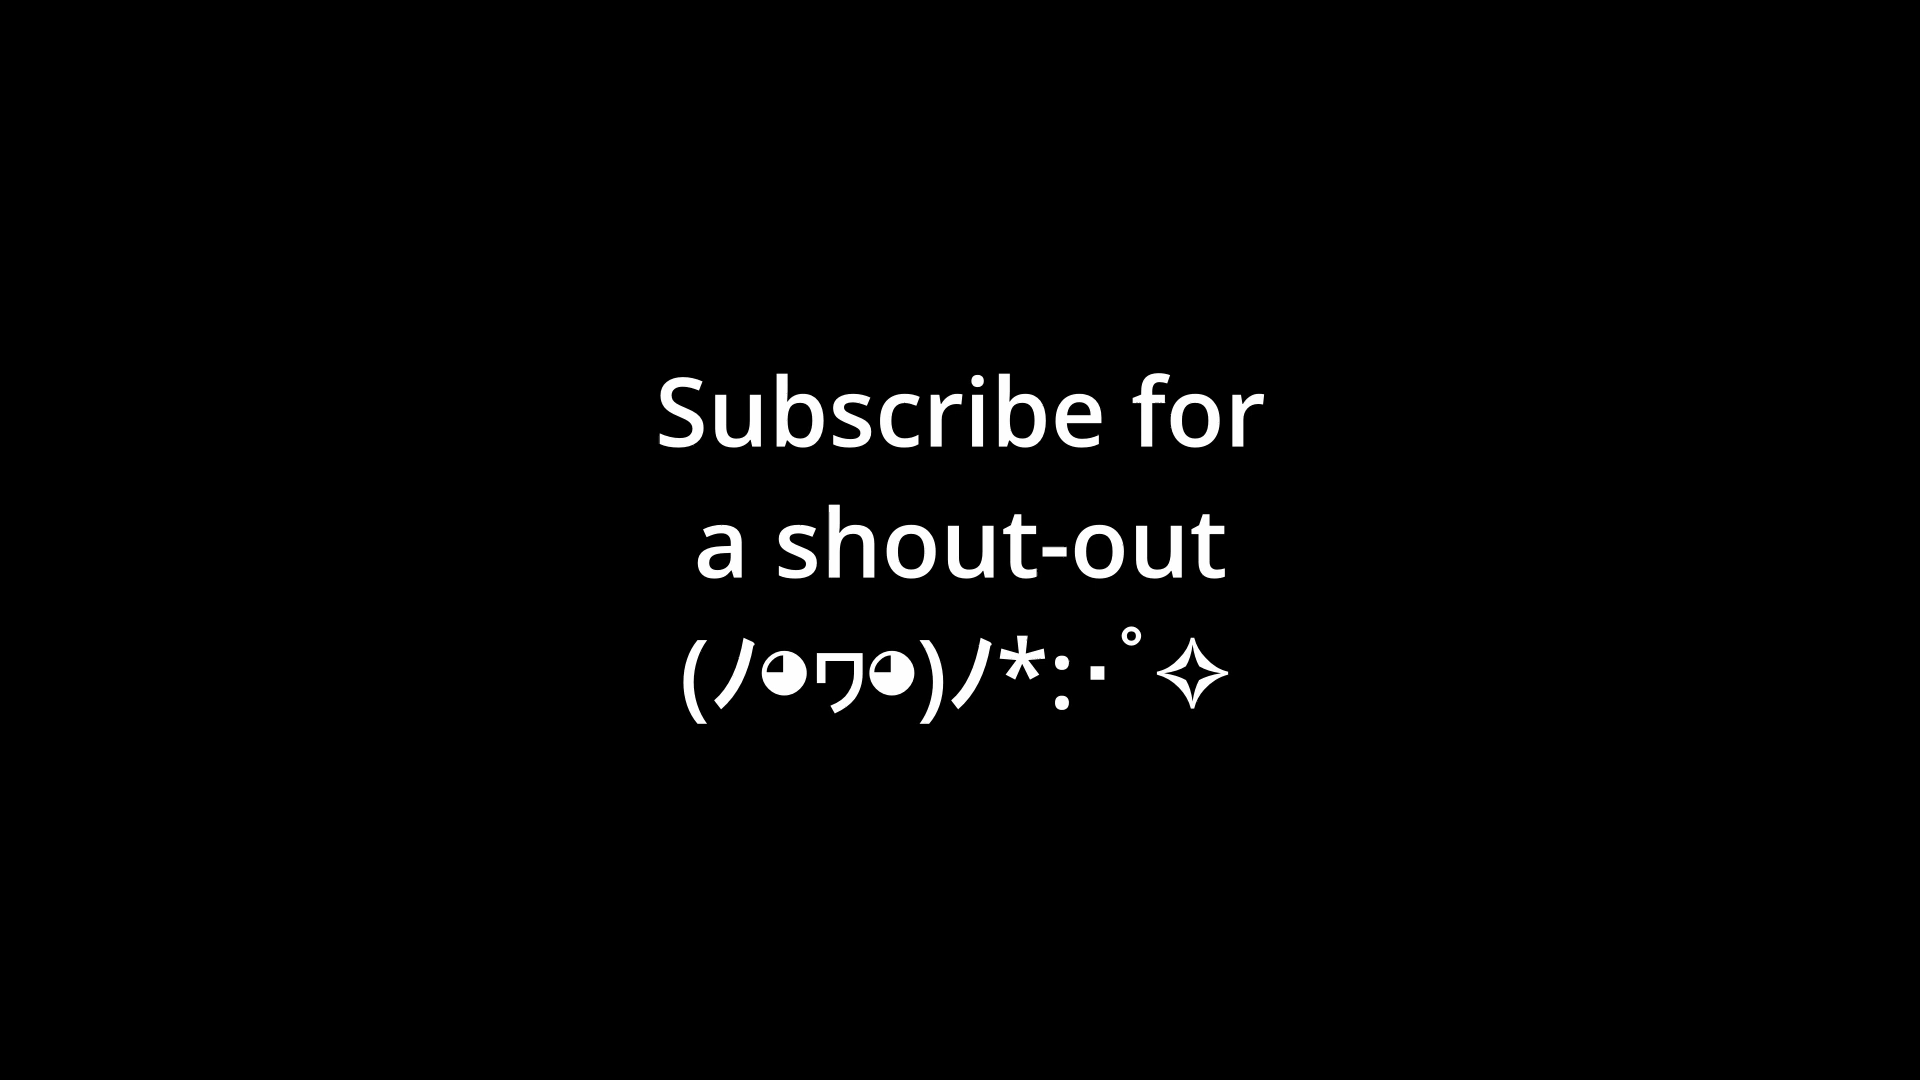 Subscribe for
a shout-out
(ﾉ◕ヮ◕)ﾉ*:･ﾟ✧